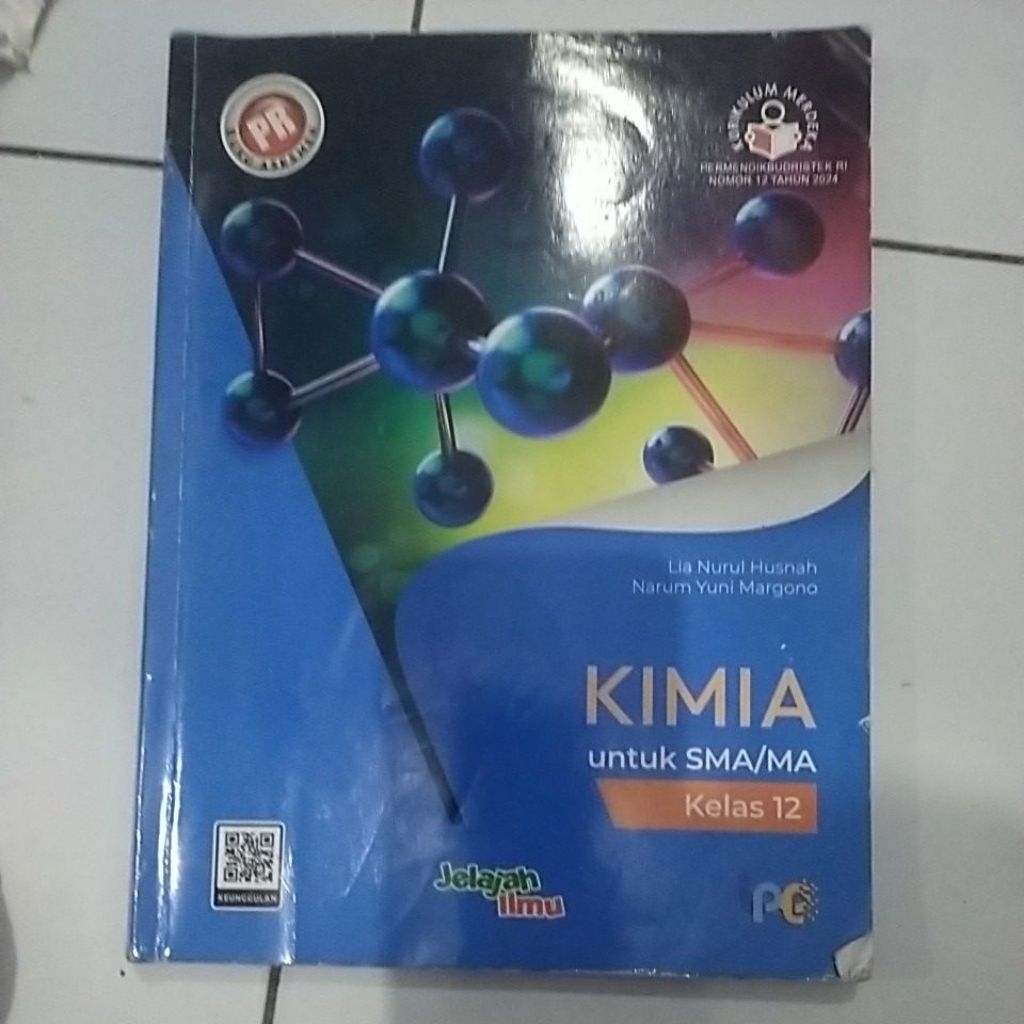 PR
KURIKULUM MERDEKA
PERMENDIKBUDRISTEK RI
NOMOR 12 TAHUN 2024
Lia Nurul Husnah
Narum Yuni Margono
KIMIA
untuk SMA/MA
Kelas 12
KEUNGGULAN
Jelajah
Ilmu